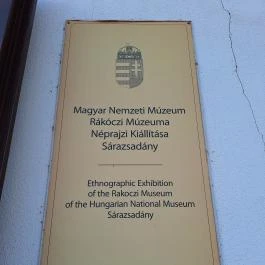 Magyar Nemzeti Múzeum
Rákóczi Múzeuma
Néprajzi Kiállítása
Sárazsadány
Ethnographic Exhibition
of the Rakoczi Museum
of the Hungarian National Museum
Sárazsadány